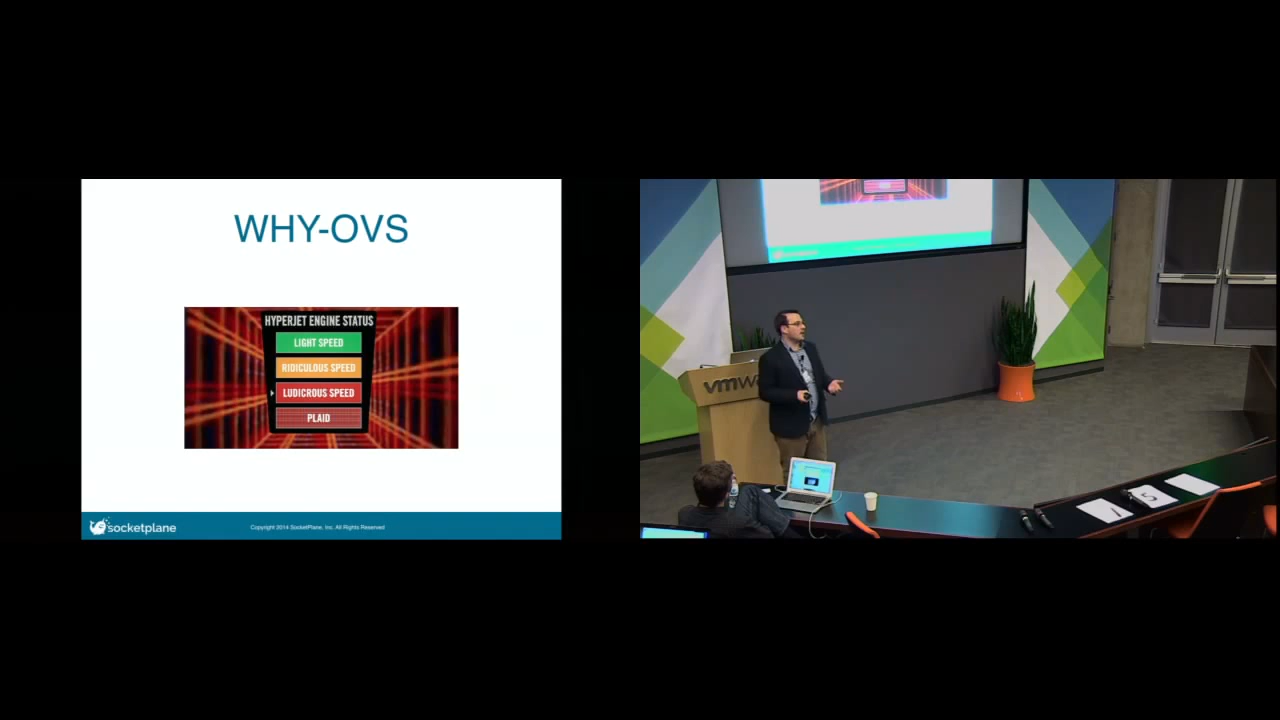 WHY-OVS
HYPERJET ENGINE STATUS
LIGHT SPEED
RIDICULOUS SPEED
LUDICROUS SPEED
PLAID
socketplane
Copyright 2014 SocketPlane, Inc. All Rights Reserved
5